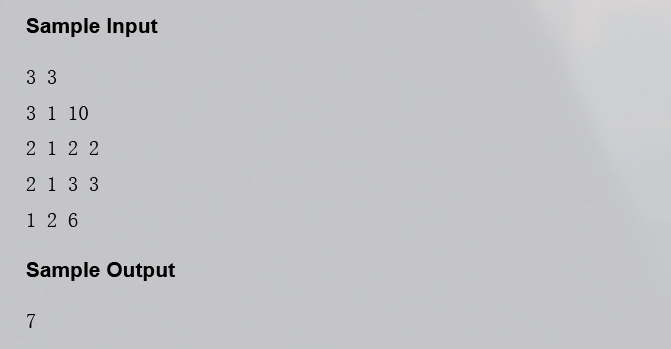 Sample Input
3 3
3 1 10
2 1 2 2
2 1 3 3
1 2 6
Sample Output
7